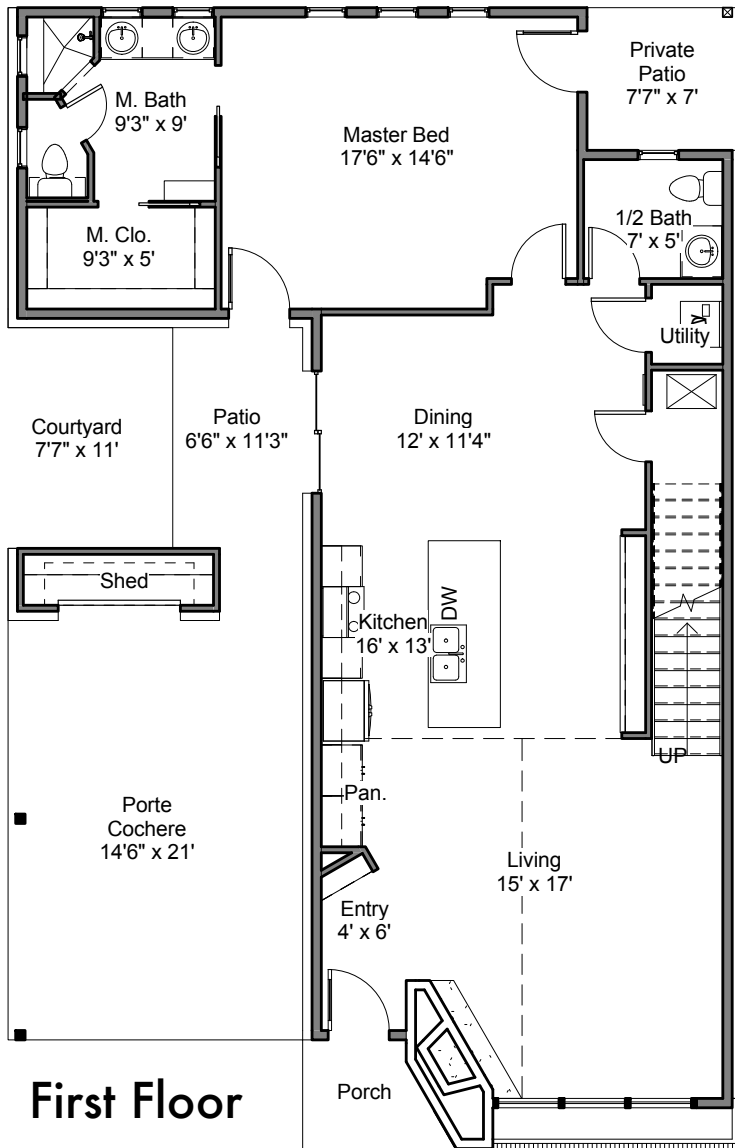 Private
Patio
7'7" x 7'
M. Bath
9'3" x 9'
Master Bed
17'6" x 14'6"
1/2 Bath
7' x 5'
M. Clo.
9'3" x 5'
Utility
Courtyard
7'7" x 11'
Patio
6'6" x 11'3"
Dining
12' x 11'4"
Shed
DW
Kitchen
16' x 13'
UP
Pan.
Porte
Cochere
14'6" x 21'
Living
15' x 17'
Entry
4' x 6'
Porch
First Floor